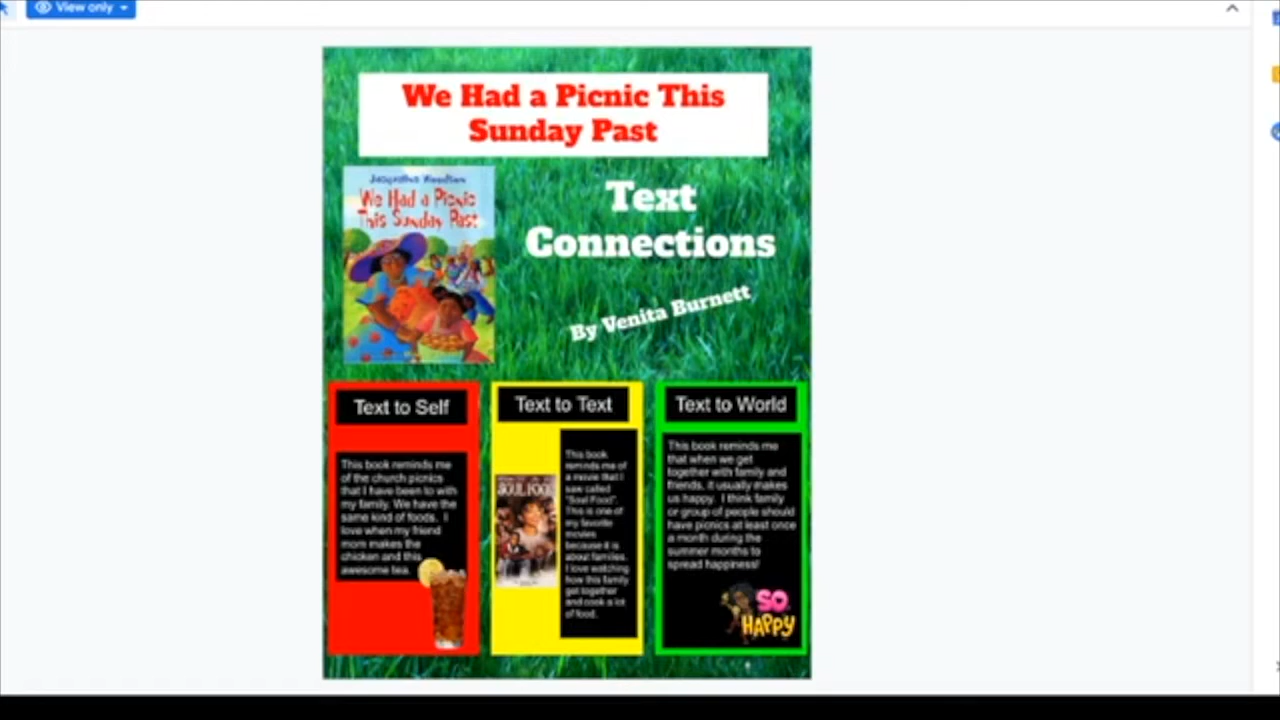 View only
We Had a Picnic This
Sunday Past
Jacqueline Woodson
We Had a Picnic
This Sunday Past
Text
Connections
By Venita Burnett
Text to Self
This book reminds me
of the church picnics
that I have been to with
my family. We have the
same kind of foods. I
love when my friend
mom makes the
chicken and this
awesome tea.
Text to Text
SOUL FOOD
This book
reminds me of
a movie that I
saw called
"Soul Food".
This is one of
my favorite
movies
because it is
about families.
I love watching
how this family
get together
and cook a lot
of food.
Text to World
This book reminds me
that when we get
together with family and
friends, it usually makes
us happy. I think family
or group of people should
have picnics at least once
a month during the
summer months to
spread happiness!
SO
HAPPY